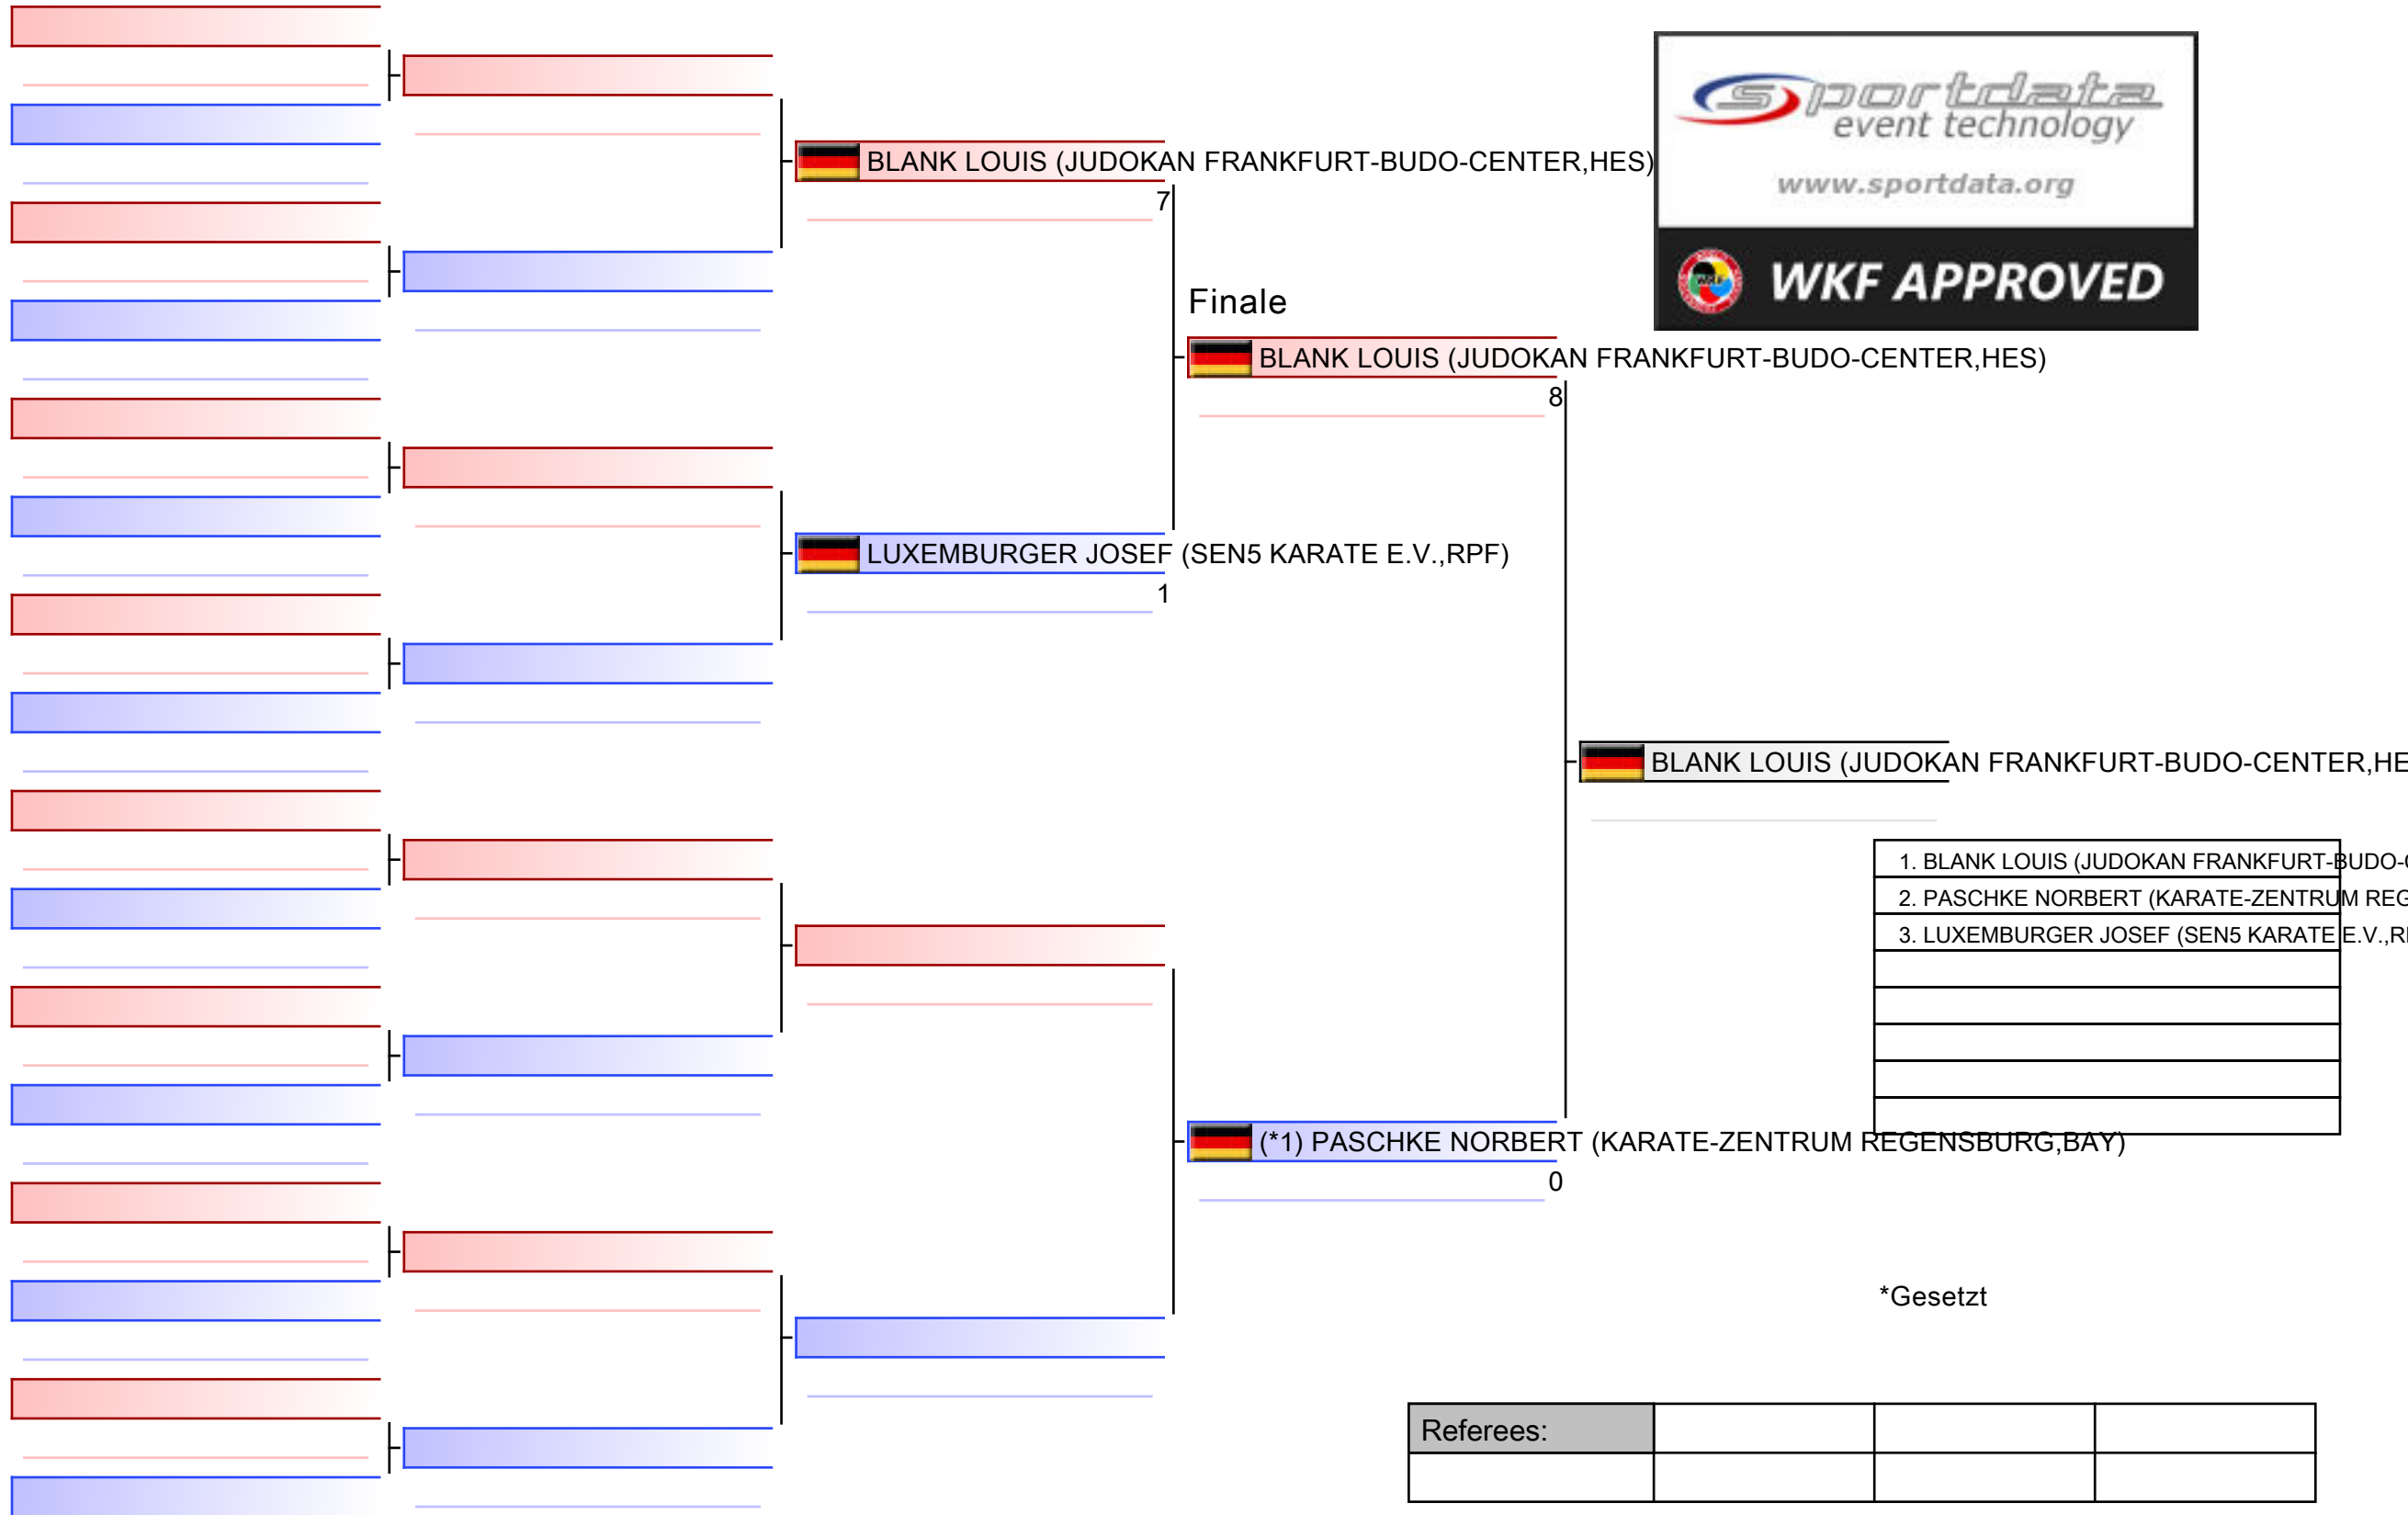 sportdata
event technology
www.sportdata.org
WKF APPROVED
BLANK LOUIS (JUDOKAN FRANKFURT-BUDO-CENTER,HES)
7
Finale
BLANK LOUIS (JUDOKAN FRANKFURT-BUDO-CENTER,HES)
8
LUXEMBURGER JOSEF (SEN5 KARATE E.V.,RPF)
1
BLANK LOUIS (JUDOKAN FRANKFURT-BUDO-CENTER,HE
1. BLANK LOUIS (JUDOKAN FRANKFURT-BUDO-
2. PASCHKE NORBERT (KARATE-ZENTRUM REG
3. LUXEMBURGER JOSEF (SEN5 KARATE E.V.,R
(*1) PASCHKE NORBERT (KARATE-ZENTRUM REGENSBURG,BAY)
0
*Gesetzt
Referees: